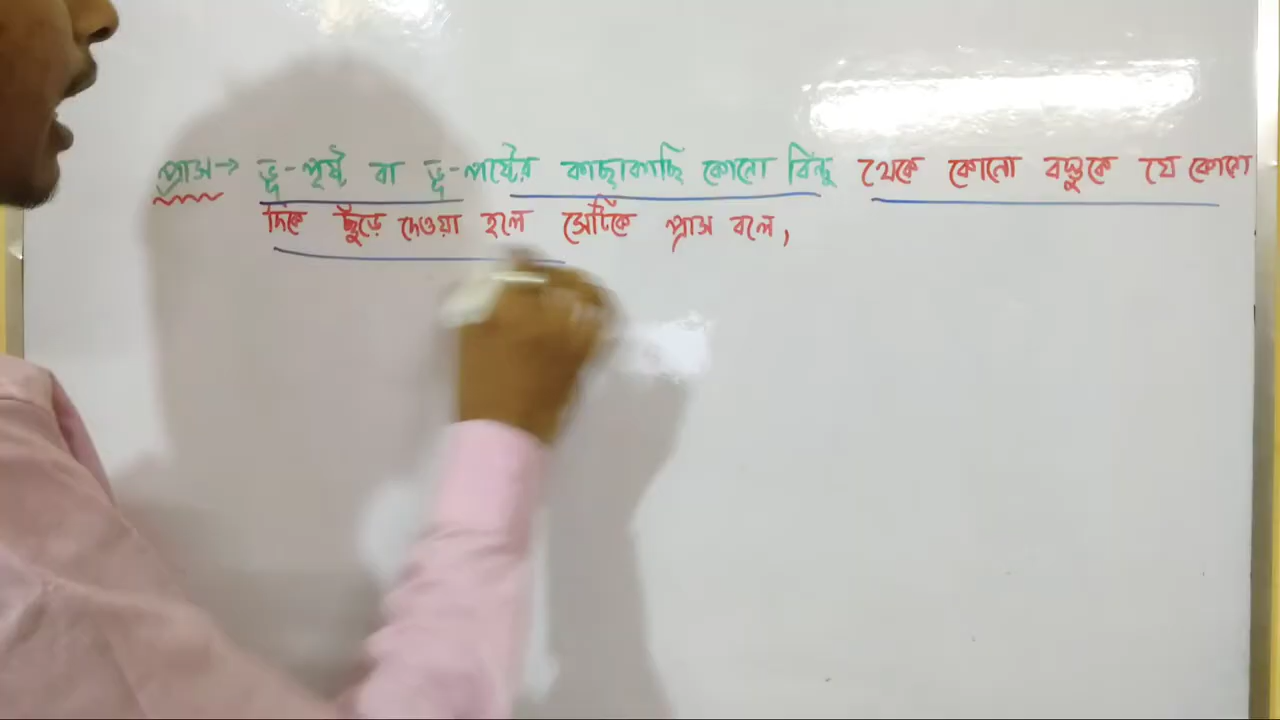 প্রাস → ভূ-পৃষ্ট বা ভূ-পৃষ্টের কাছাকাছি কোনো বিন্দু থেকে কোনো বস্তুকে যে কোনো
দিকে ছুঁড়ে দেওয়া হলে সেটিকে প্রাস বলে,